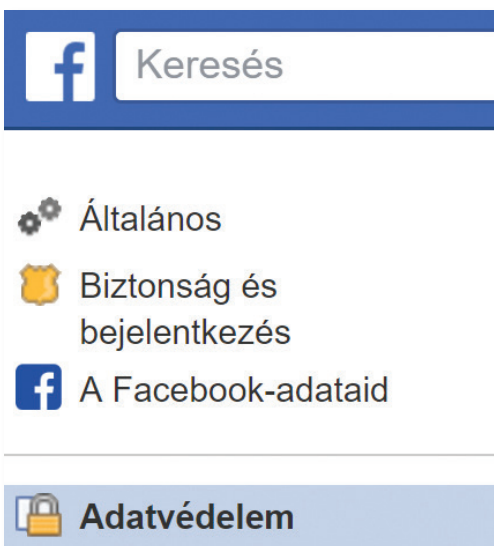 Keresés
Általános
Biztonság és
bejelentkezés
A Facebook-adataid
Adatvédelem